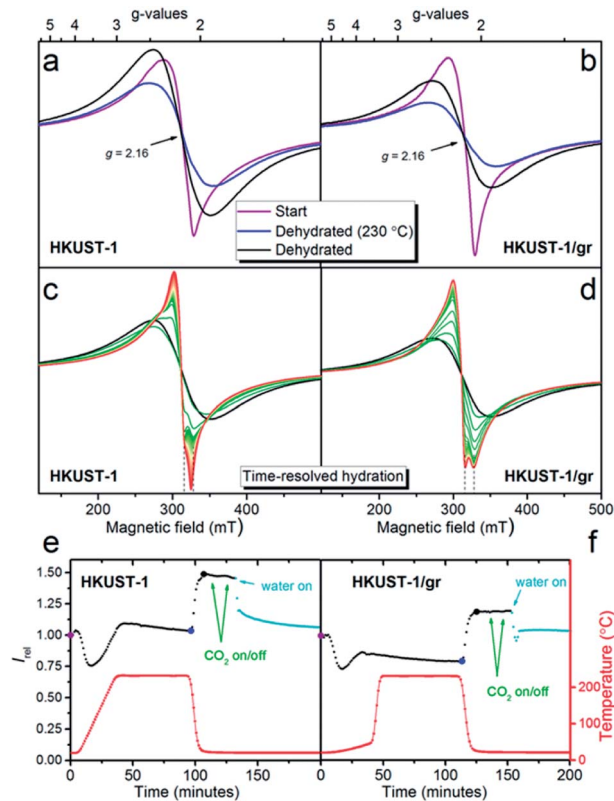 g-values
5 4 3 2 5 4 3 2
a
b
g = 2.16
g = 2.16
Start
Dehydrated (230 °C)
Dehydrated
HKUST-1
HKUST-1/gr
c
d
HKUST-1
HKUST-1/gr
Time-resolved hydration
200 300 400 200 300 400 500
Magnetic field (mT)
Magnetic field (mT)
e
f
HKUST-1
HKUST-1/gr
water on
water on
CO2 on/off
CO2 on/off
1.50
1.25
1.00
0.75
0.50
0.25
0.00
Irel
200
100
0
Temperature (°C)
0 50 100 150 0 50 100 150 200
Time (minutes)
Time (minutes)